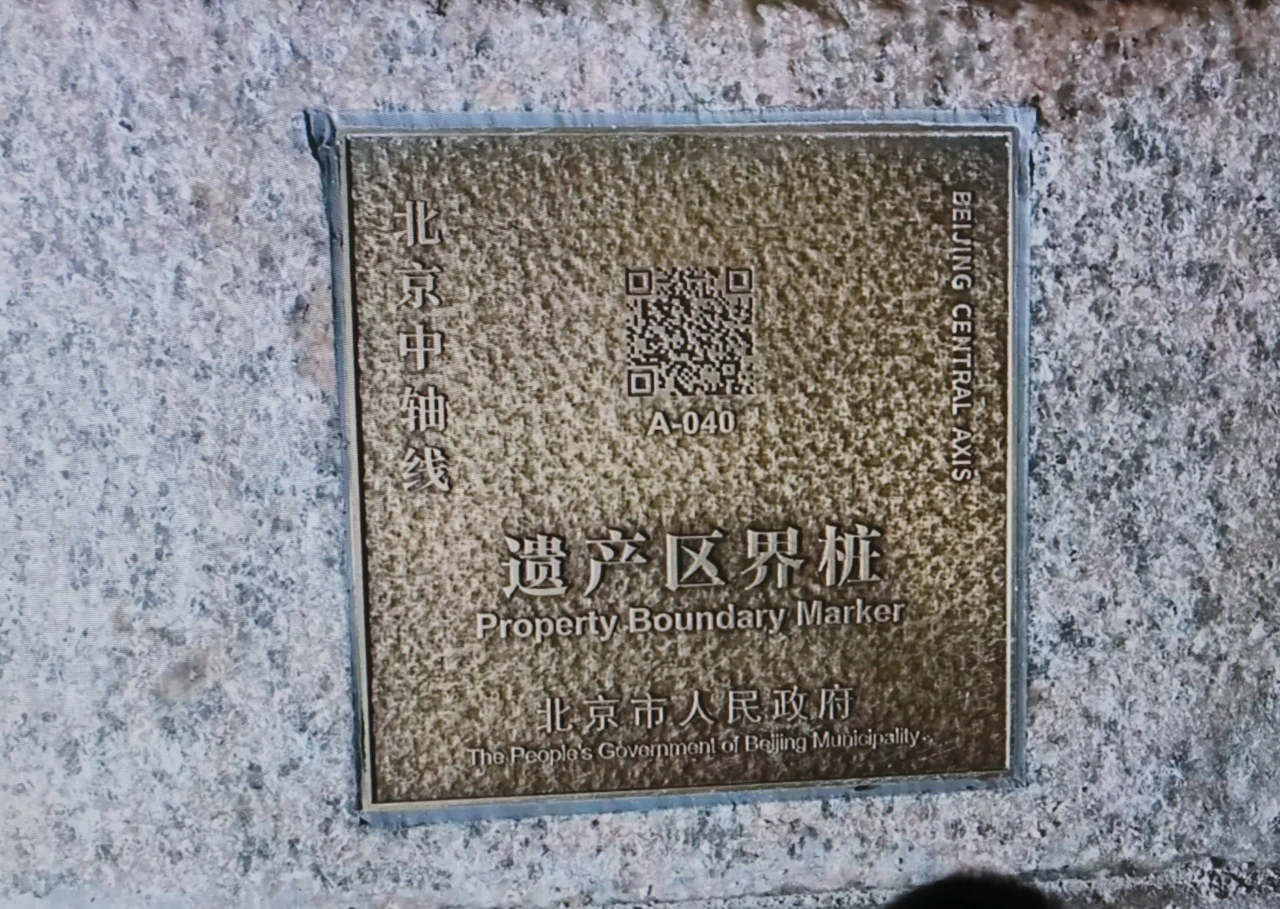 北京中轴线
BEIJING CENTRAL AXIS
A-040
遗产区界桩
Property Boundary Marker
北京市人民政府
The People's Government of Beijing Municipality